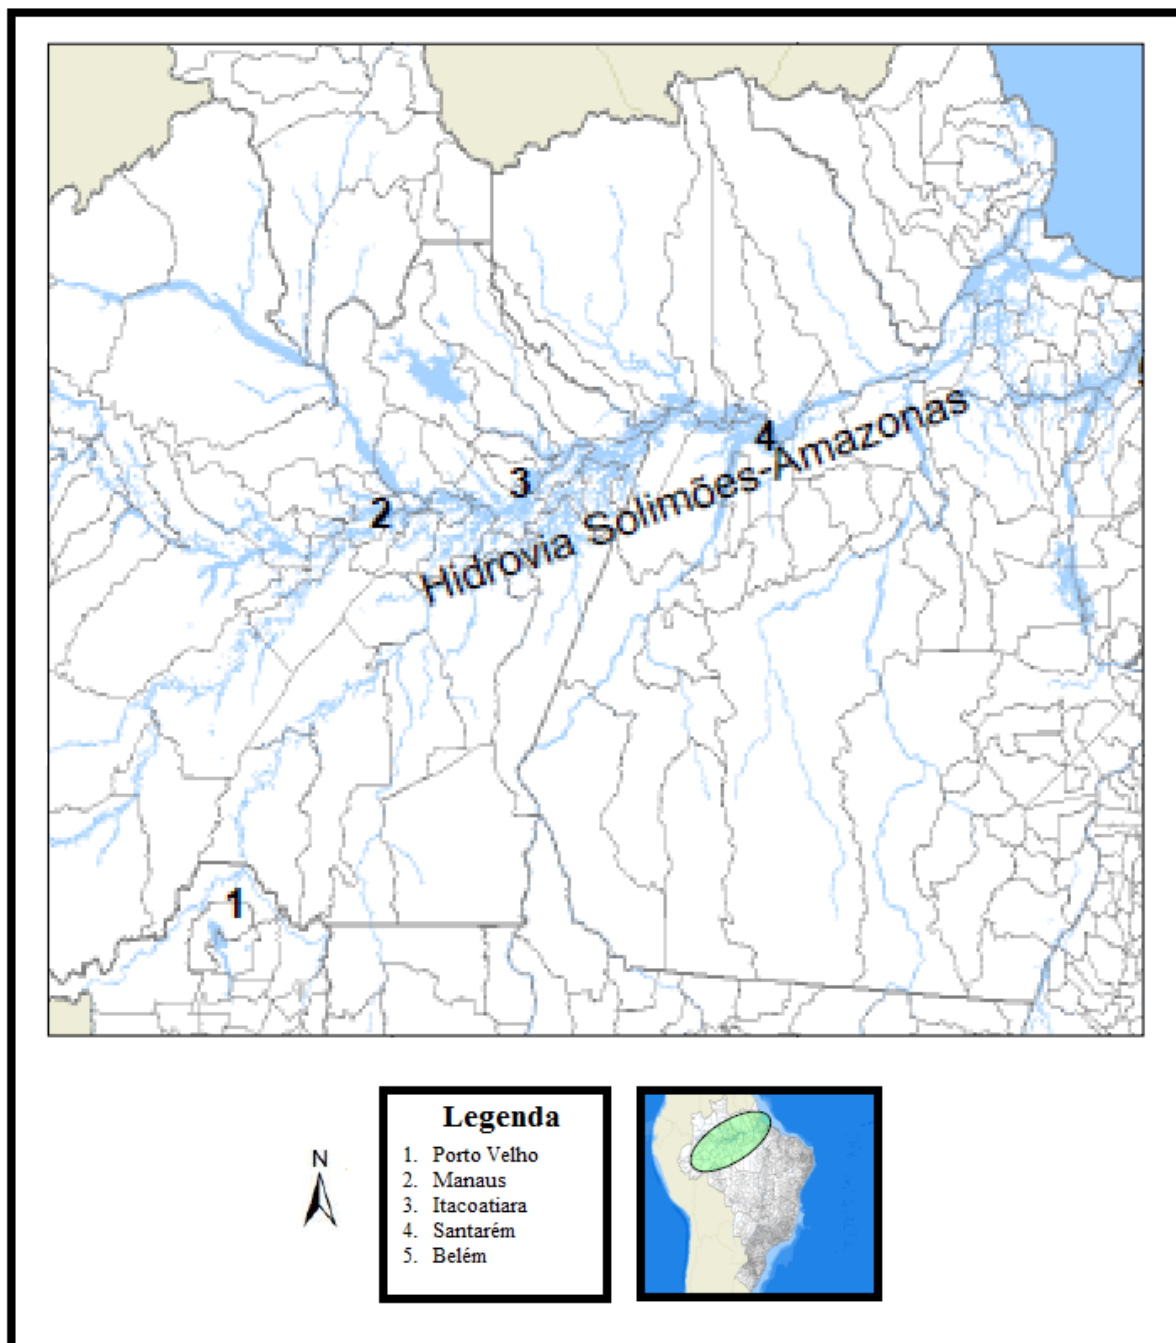 4
Hidrovia Solimões-Amazonas
3
2
1
N
Legenda
1. Porto Velho
2. Manaus
3. Itacoatiara
4. Santarém
5. Belém